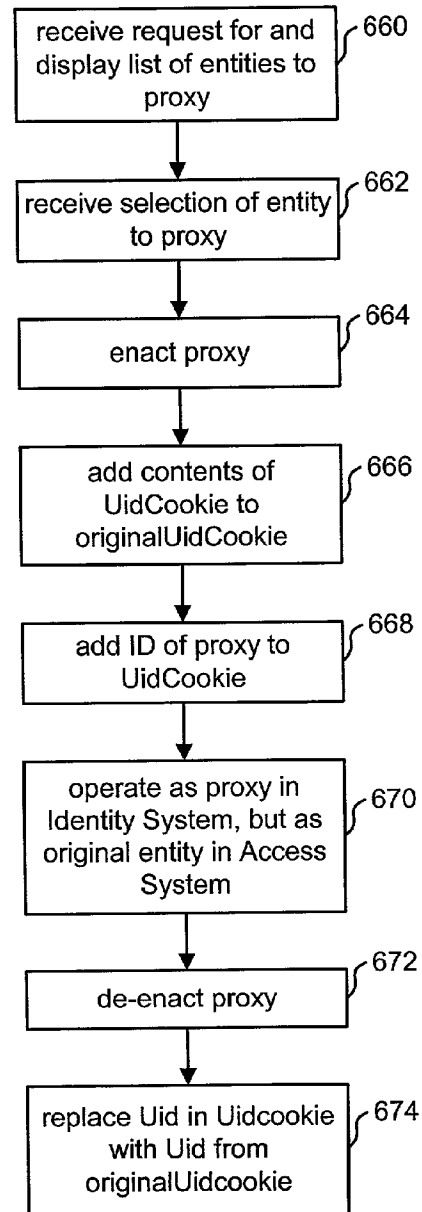 receive request for and
display list of entities to
proxy
660
receive selection of entity
to proxy
662
enact proxy
664
add contents of
UidCookie to
originalUidCookie
666
add ID of proxy to
UidCookie
668
operate as proxy in
Identity System, but as
original entity in Access
System
670
de-enact proxy
672
replace Uid in Uidcookie
with Uid from
originalUidcookie
674